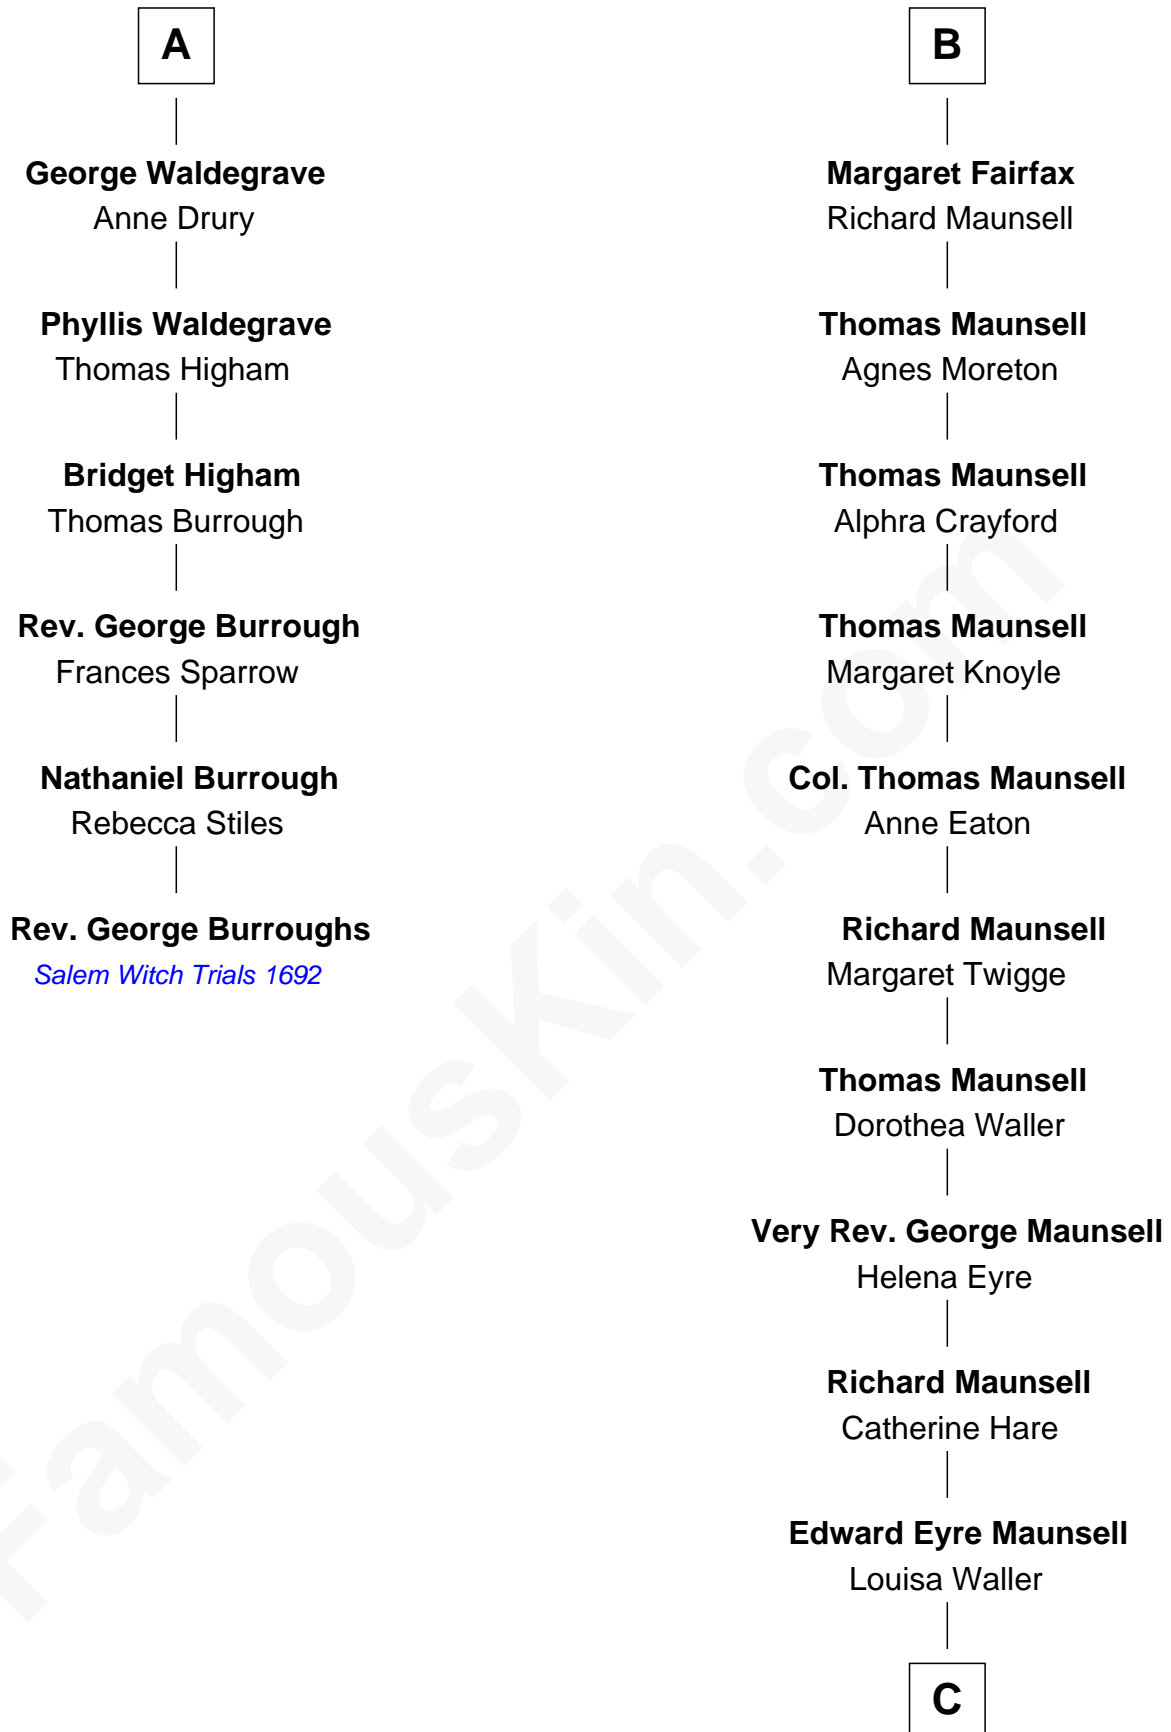 A
George Waldegrave
Anne Drury
Phyllis Waldegrave
Thomas Higham
Bridget Higham
Thomas Burrough
Rev. George Burrough
Frances Sparrow
Nathaniel Burrough
Rebecca Stiles
Rev. George Burroughs
Salem Witch Trials 1692
B
Margaret Fairfax
Richard Maunsell
Thomas Maunsell
Agnes Moreton
Thomas Maunsell
Alphra Crayford
Thomas Maunsell
Margaret Knoyle
Col. Thomas Maunsell
Anne Eaton
Richard Maunsell
Margaret Twigge
Thomas Maunsell
Dorothea Waller
Very Rev. George Maunsell
Helena Eyre
Richard Maunsell
Catherine Hare
Edward Eyre Maunsell
Louisa Waller
C
FamousKin.com